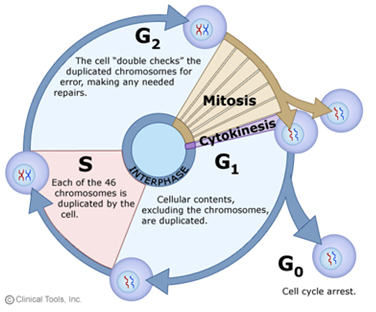 G2
The cell “double checks” the
duplicated chromosomes for
error, making any needed
repairs.
Mitosis
Cytokinesis
S
Each of the 46
chromosomes is
duplicated by the
cell.
INTERPHASE
G1
Cellular contents,
excluding the chromosomes,
are duplicated.
G0
Cell cycle arrest.
© Clinical Tools, Inc.